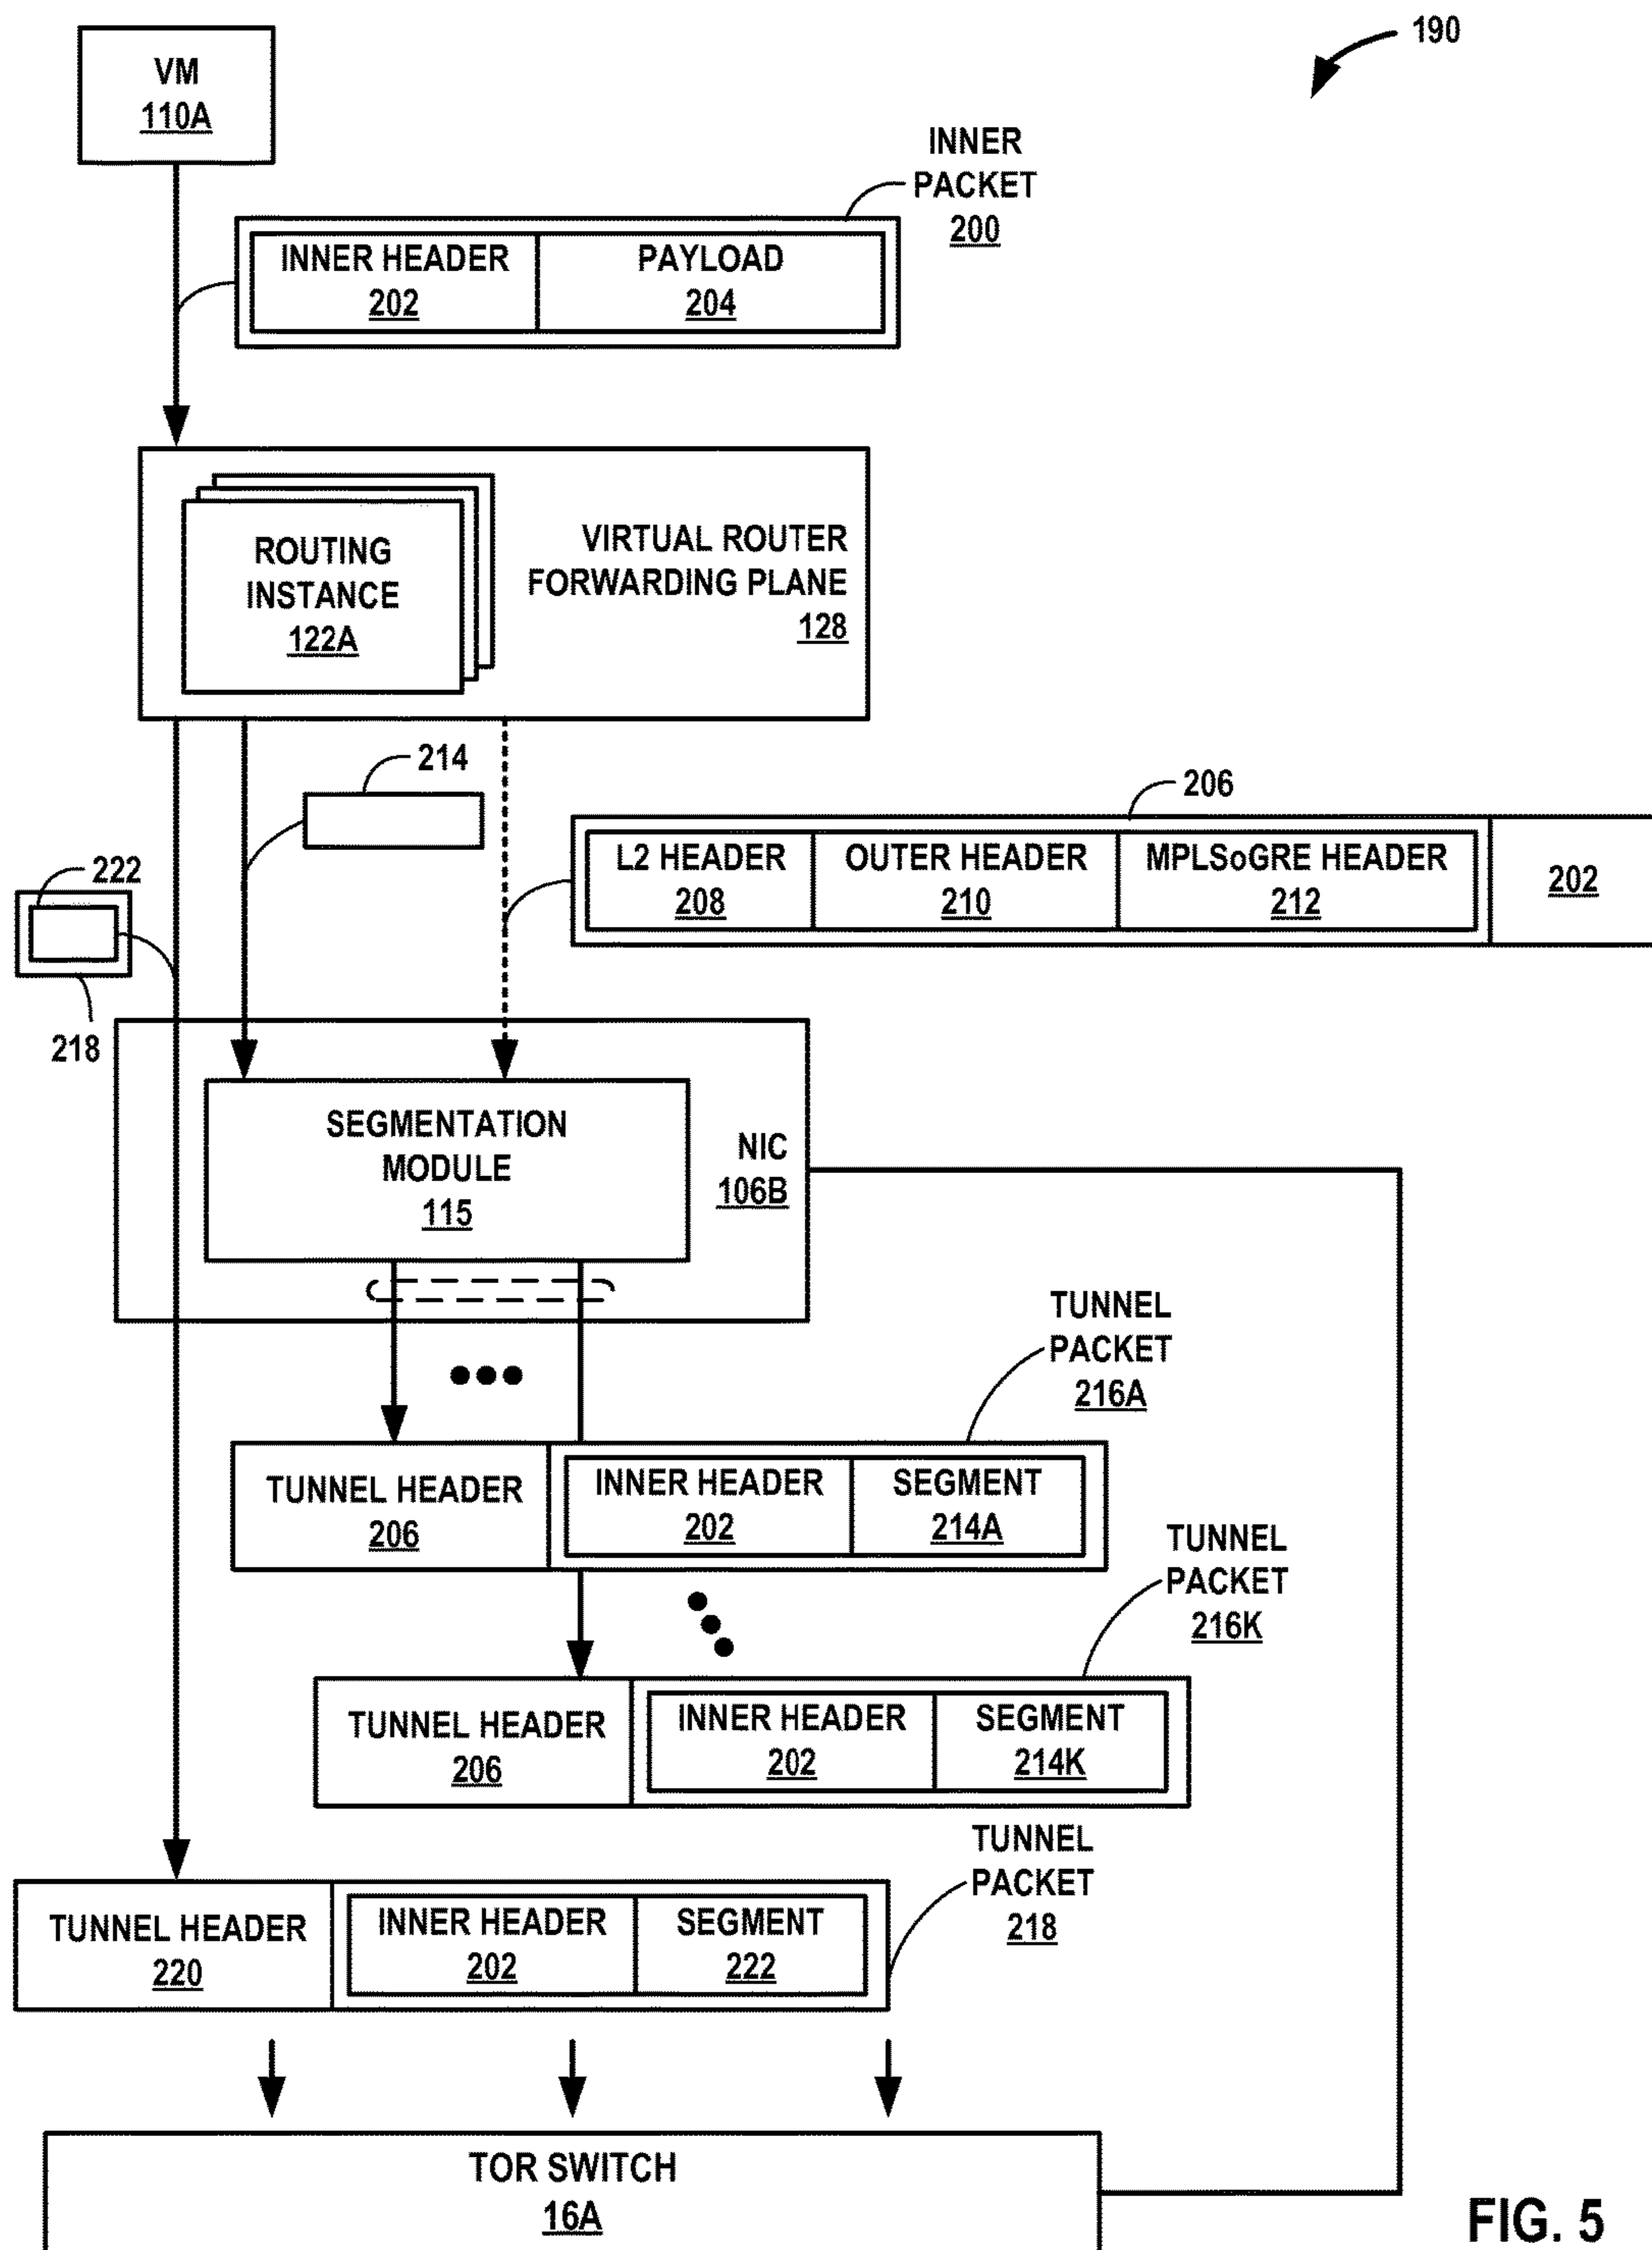 190
VM
110A
INNER
PACKET
200
INNER HEADER
202
PAYLOAD
204
ROUTING
INSTANCE
122A
VIRTUAL ROUTER
FORWARDING PLANE
128
214
206
L2 HEADER
208
OUTER HEADER
210
MPLSoGRE HEADER
212
202
222
218
SEGMENTATION
MODULE
115
NIC
106B
TUNNEL
PACKET
216A
TUNNEL HEADER
206
INNER HEADER
202
SEGMENT
214A
TUNNEL
PACKET
216K
TUNNEL HEADER
206
INNER HEADER
202
SEGMENT
214K
TUNNEL
PACKET
218
TUNNEL HEADER
220
INNER HEADER
202
SEGMENT
222
TOR SWITCH
16A
FIG. 5